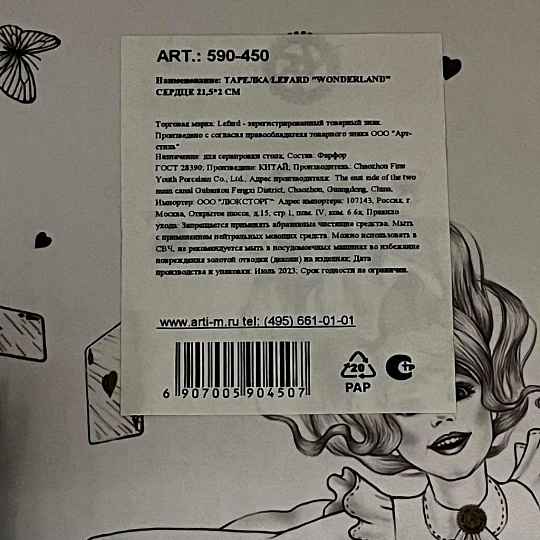 ART.: 590-450
Наименование: ТАРЕЛКА LEFARD "WONDERLAND"
СЕРДЦЕ 21,5*2 СМ
Торговая марка: Lefard - зарегистрированный товарный знак.
Произведено с согласия правообладателя товарного знака ООО "Арт-
стиль"
Назначение: для сервировки стола; Состав: Фарфор
ГОСТ 28390; Произведено: КИТАЙ; Производитель: Chaozhou Fine
Youth Porcelain Co., Ltd., Адрес производителя: The east side of the two
main canal Guhantou Fengxi District, Chaozhou, Guangdong, China.
Импортер: ООО "ЛЮКСТОРГ" Адрес импортера: 107143, Россия, г
Москва, Открытое шоссе, д.15, стр.1, пом. IV, ком. 6 6а; Правило
ухода: Запрещается применять абразивные чистящие средства. Мыть
с применением нейтральных моющих средств. Можно использовать в
СВЧ, не рекомендуется мыть в посудомоечных машинах во избежание
повреждения золотой отводки (деколи) на изделиях; Дата
производства и упаковки: Июль 2023; Срок годности не ограничен.
www.arti-m.ru tel: (495) 661-01-01
6 907005 904507
20
PAP